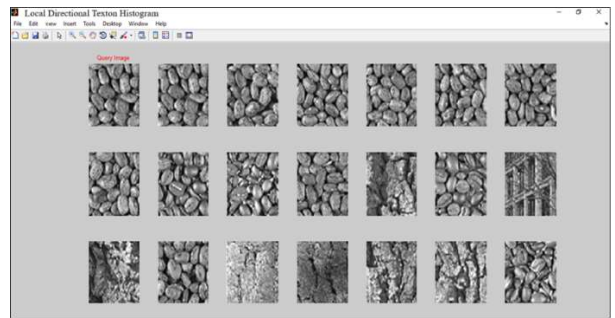 Local Directional Texton Histogram
File Edit view Insert Tools Desktop Window Help
Query Image